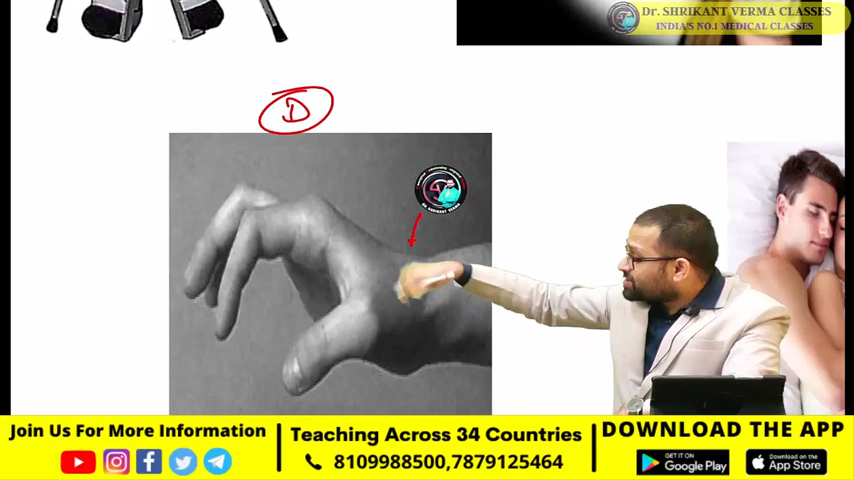 Dr. SHRIKANT VERMA CLASSES
INDIA'S NO.1 MEDICAL CLASSES
D
Join Us For More Information
Teaching Across 34 Countries
8109988500,7879125464
DOWNLOAD THE APP
GET IT ON
Google Play
Download on the
App Store